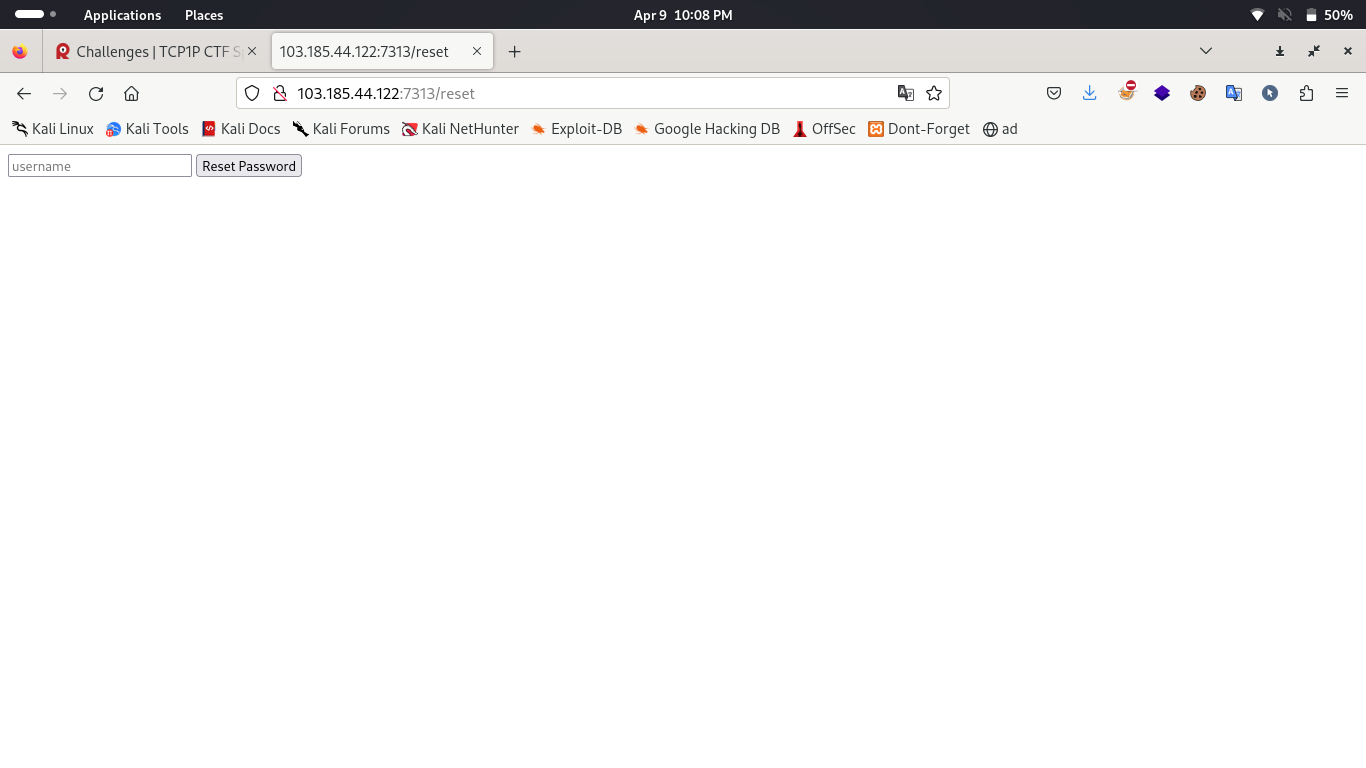 Applications Places Apr 9 10:08 PM 50%
Challenges | TCP1P CTF S 103.185.44.122:7313/reset
103.185.44.122:7313/reset
Kali Linux Kali Tools Kali Docs Kali Forums Kali NetHunter Exploit-DB Google Hacking DB OffSec Dont-Forget ad
username Reset Password